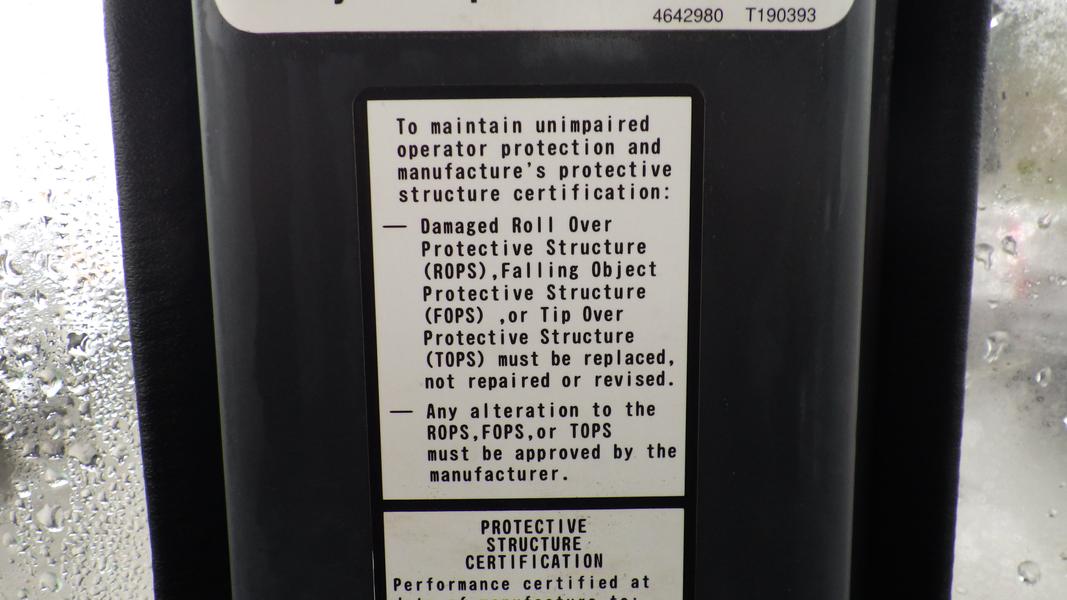 4642980 T190393
To maintain unimpaired
operator protection and
manufacture's protective
structure certification:
— Damaged Roll Over
Protective Structure
(ROPS),Falling Object
Protective Structure
(FOPS) ,or Tip Over
Protective Structure
(TOPS) must be replaced,
not repaired or revised.
— Any alteration to the
ROPS,FOPS,or TOPS
must be approved by the
manufacturer.
PROTECTIVE
STRUCTURE
CERTIFICATION
Performance certified at